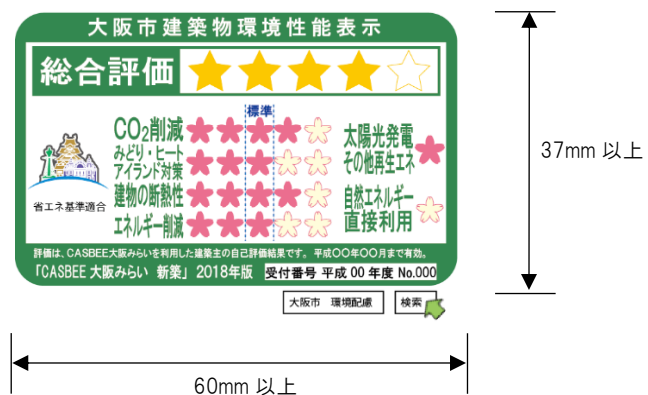 大阪市建築物環境性能表示
総合評価
標準
CO₂削減
みどり・ヒート
アイランド対策
建物の断熱性
エネルギー削減
太陽光発電
その他再生エネ
自然エネルギー
直接利用
省エネ基準適合
評価は、CASBEE大阪みらいを利用した建築主の自己評価結果です。 平成〇〇年〇〇月まで有効。
「CASBEE 大阪みらい 新築」 2018年版 受付番号 平成 00 年度 No.000
大阪市 環境配慮 検索
37mm 以上
60mm 以上